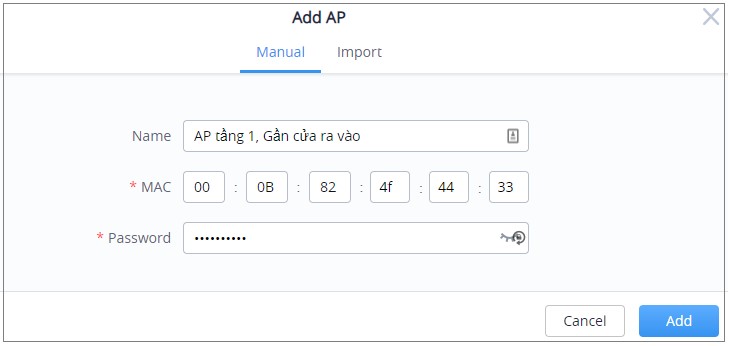 Add AP
Manual Import
Name AP tầng 1, Gần cửa ra vào
* MAC 00 : 0B : 82 : 4f : 44 : 33
* Password ••••••••••
Cancel Add